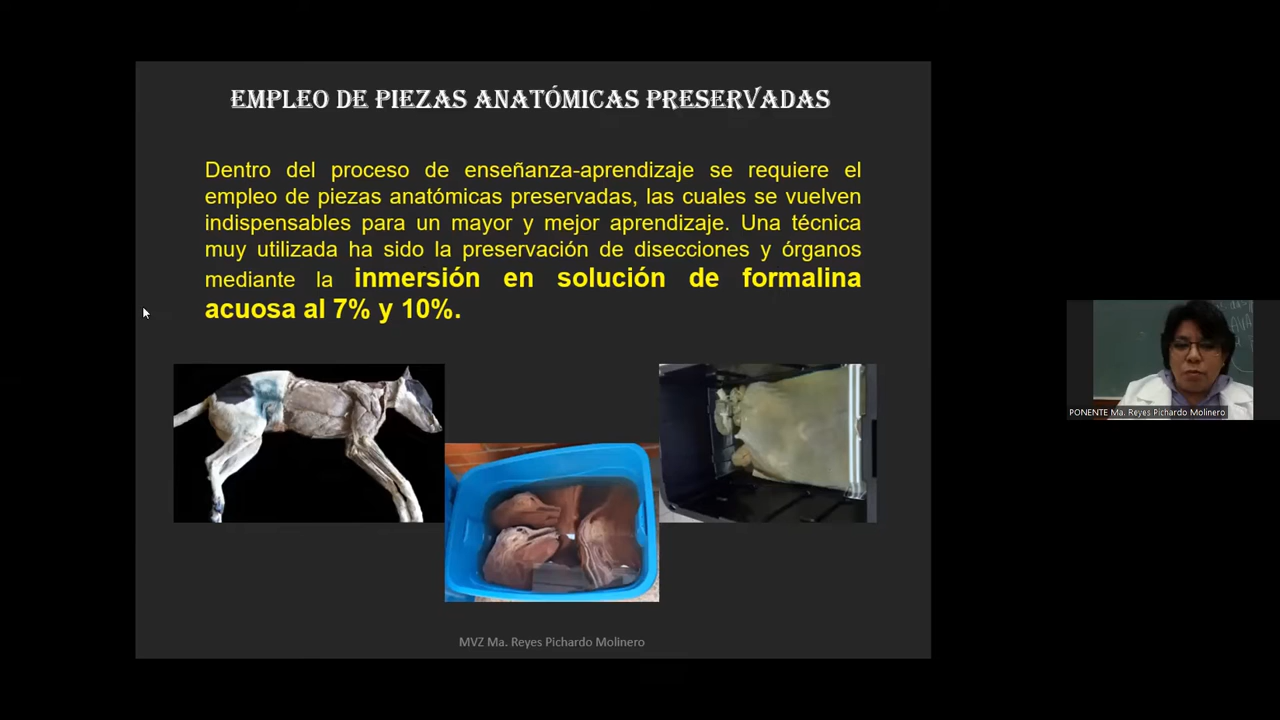 EMPLEO DE PIEZAS ANATÓMICAS PRESERVADAS
Dentro del proceso de enseñanza-aprendizaje se requiere el
empleo de piezas anatómicas preservadas, las cuales se vuelven
indispensables para un mayor y mejor aprendizaje. Una técnica
muy utilizada ha sido la preservación de disecciones y órganos
mediante la inmersión en solución de formalina
acuosa al 7% y 10%.
PONENTE Ma. Reyes Pichardo Molinero
MVZ Ma. Reyes Pichardo Molinero